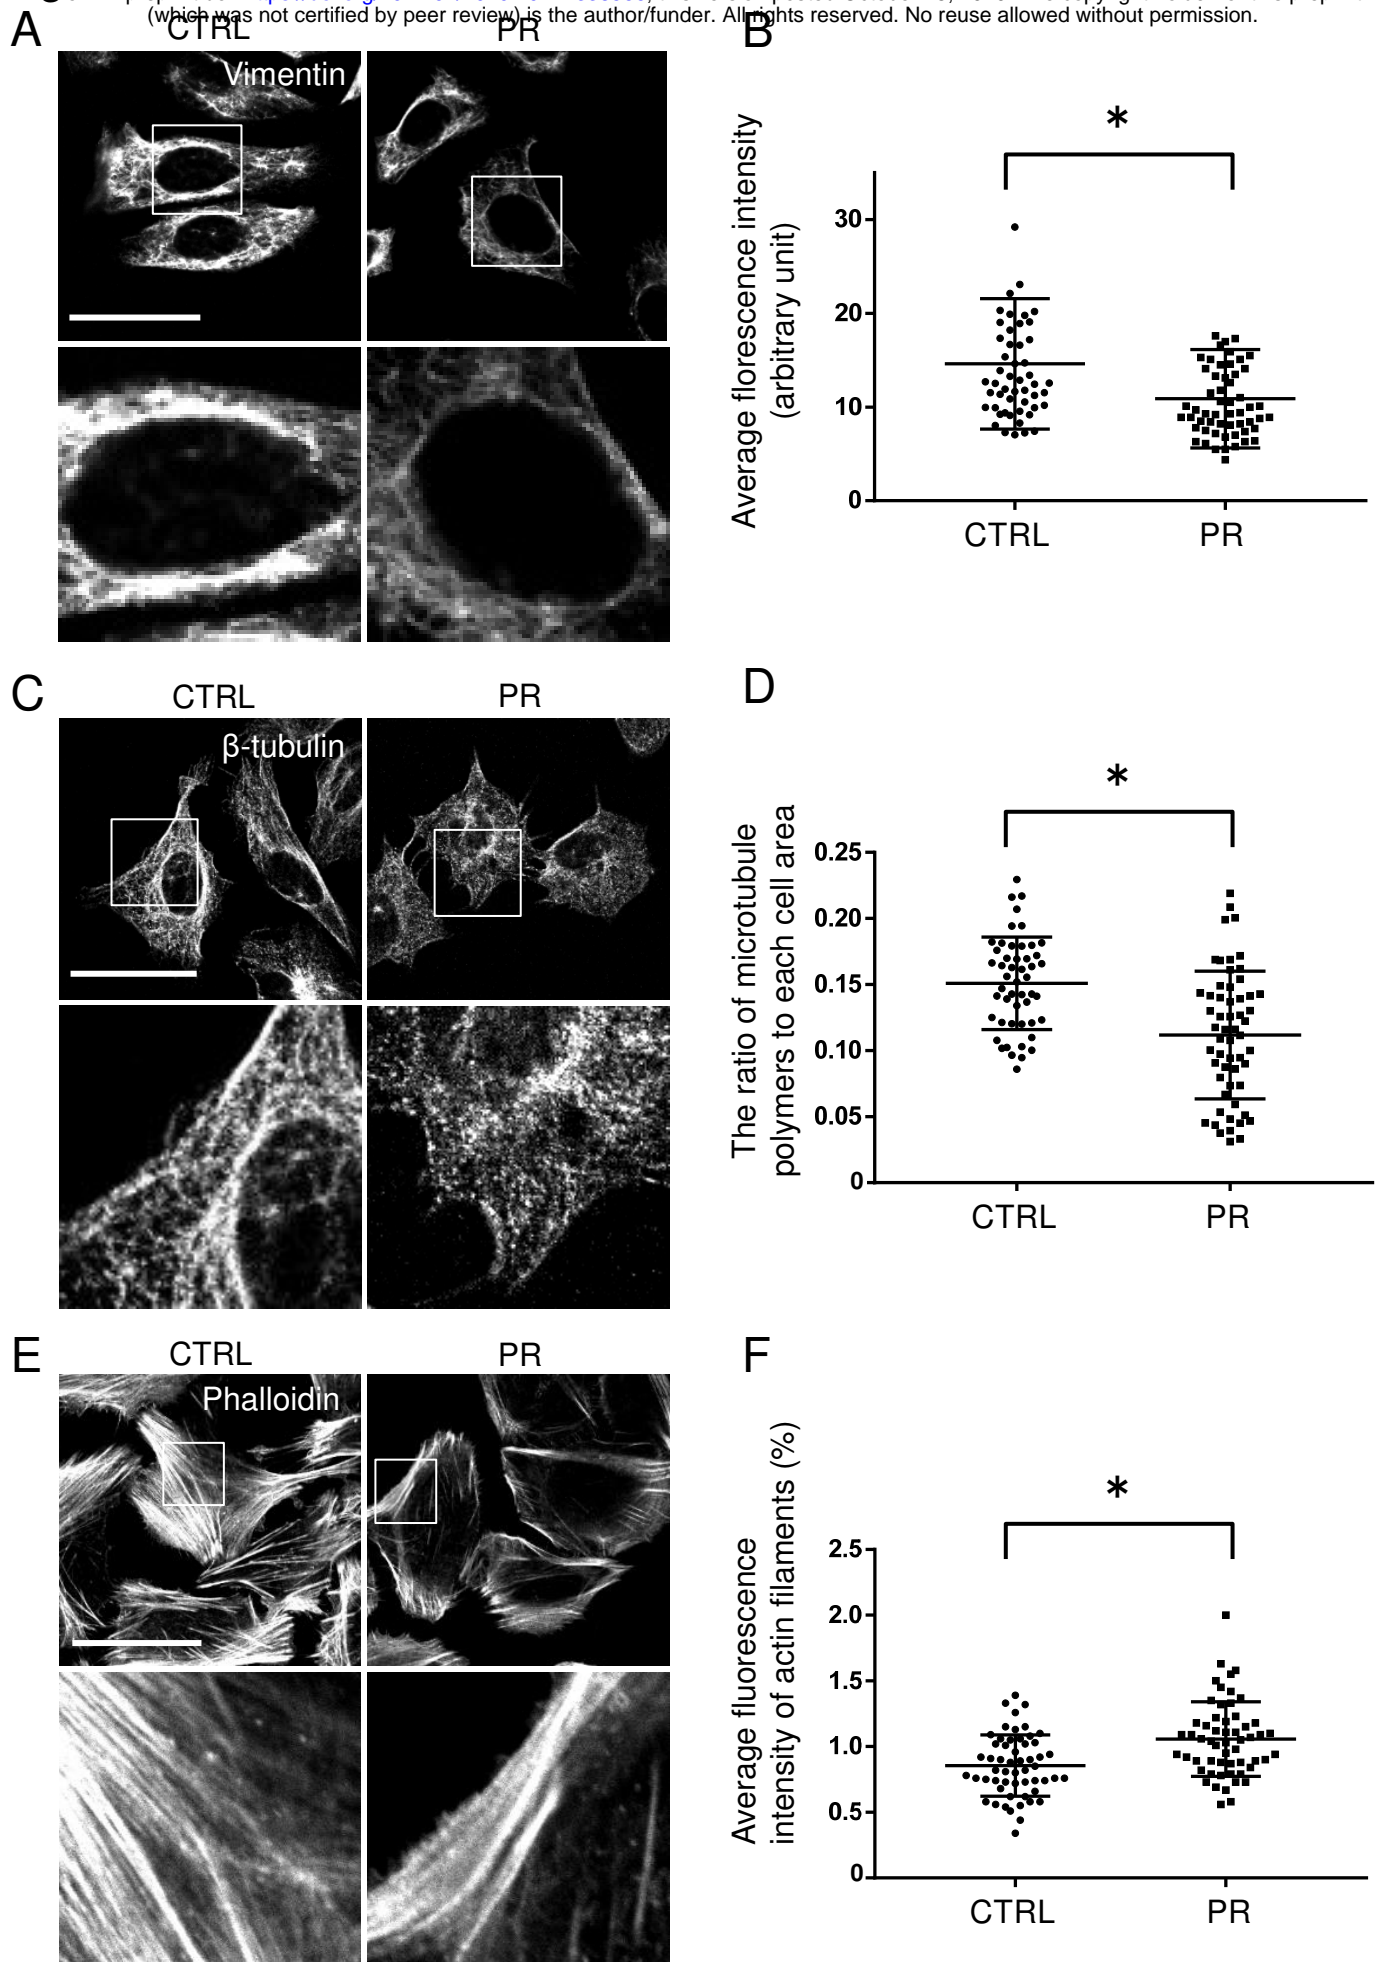 (which was not certified by peer review) is the author/funder. All rights reserved. No reuse allowed without permission.
A
CTRL
PR
Vimentin
B
*
Average florescence intensity
(arbitrary unit)
30
20
10
0
CTRL
PR
C
CTRL
PR
β-tubulin
D
*
The ratio of microtubule
polymers to each cell area
0.25
0.20
0.15
0.10
0.05
0
CTRL
PR
E
CTRL
PR
Phalloidin
F
*
Average fluorescence
intensity of actin filaments (%)
2.5
2.0
1.5
1.0
0.5
0
CTRL
PR